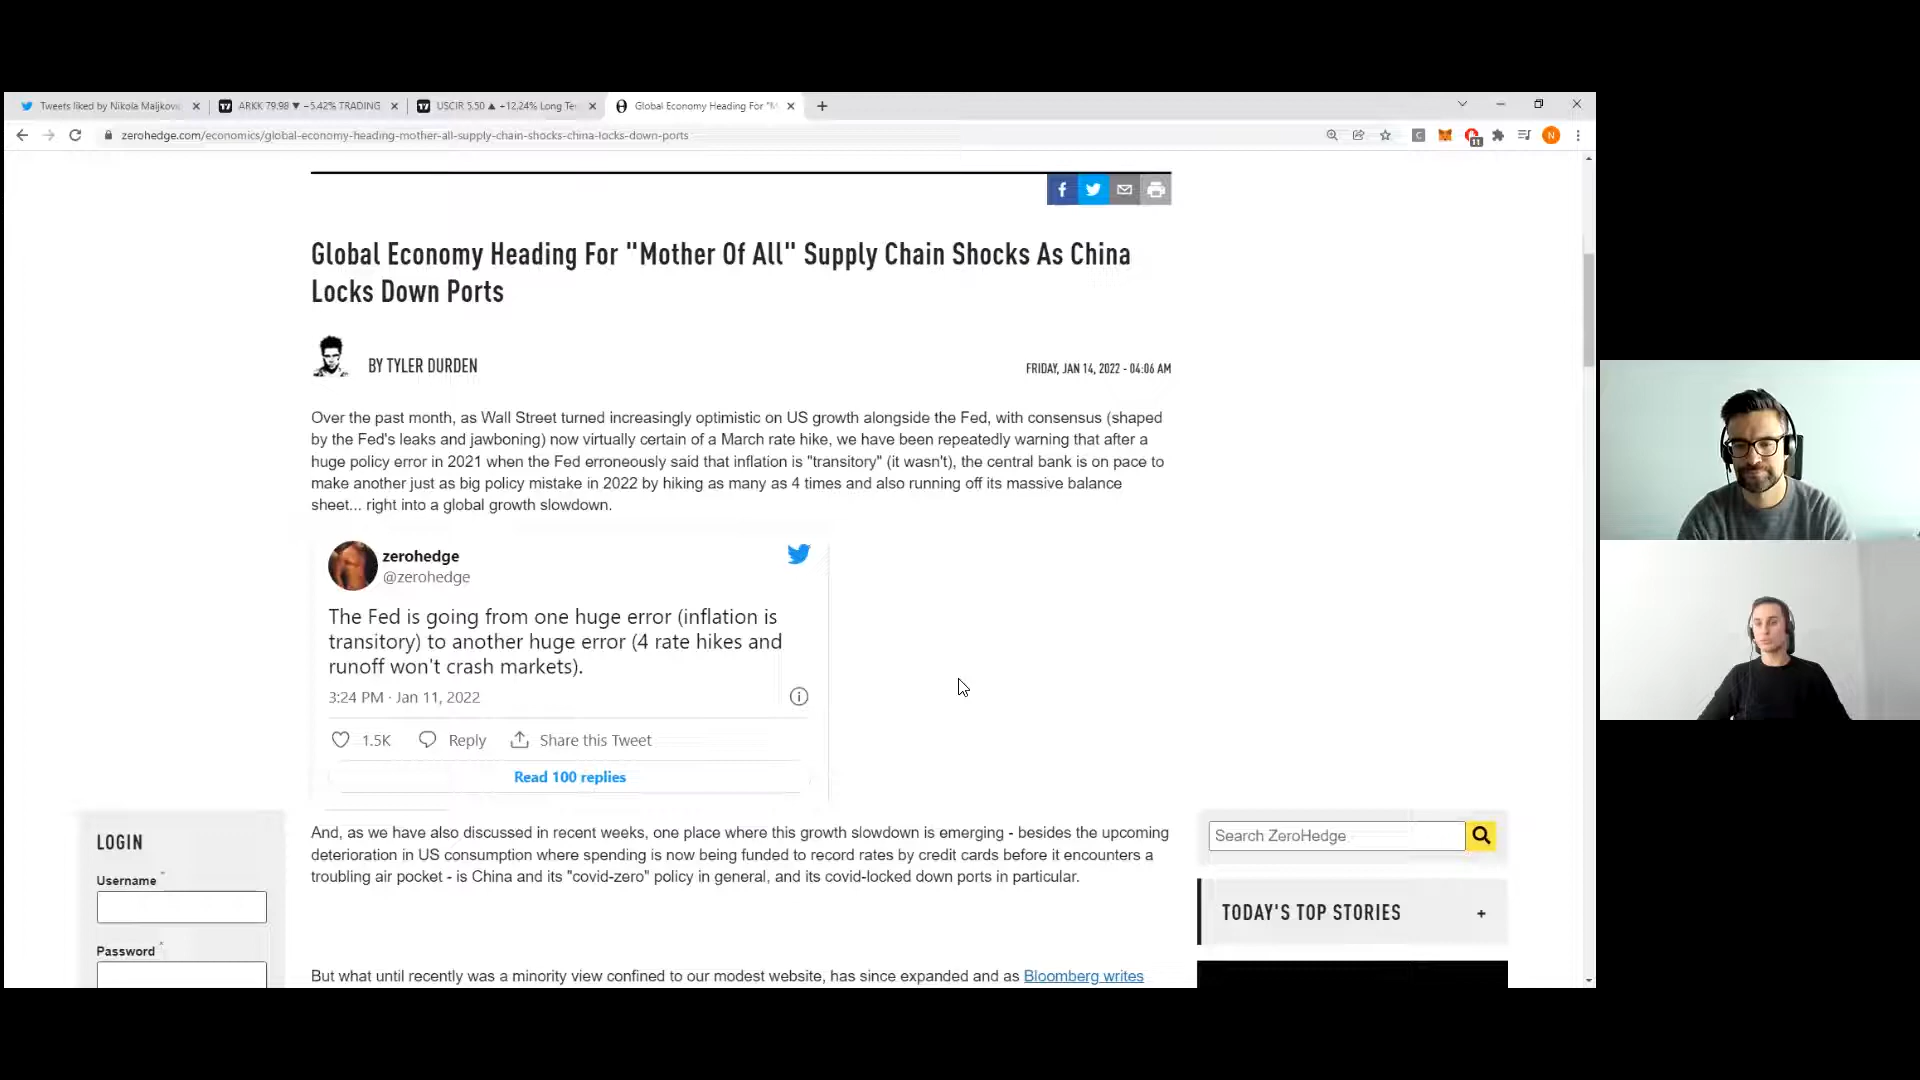 Tweets liked by Nikola Maljkovi
ARKK 79.98 ▼ −5.42% TRADING
USCIR 5.50 ▲ +12.24% Long Te
Global Economy Heading For "M
zerohedge.com/economics/global-economy-heading-mother-all-supply-chain-shocks-china-locks-down-ports
11
N
Global Economy Heading For "Mother Of All" Supply Chain Shocks As China
Locks Down Ports
BY TYLER DURDEN
FRIDAY, JAN 14, 2022 - 04:06 AM
Over the past month, as Wall Street turned increasingly optimistic on US growth alongside the Fed, with consensus (shaped
by the Fed's leaks and jawboning) now virtually certain of a March rate hike, we have been repeatedly warning that after a
huge policy error in 2021 when the Fed erroneously said that inflation is "transitory" (it wasn't), the central bank is on pace to
make another just as big policy mistake in 2022 by hiking as many as 4 times and also running off its massive balance
sheet... right into a global growth slowdown.
zerohedge
@zerohedge
The Fed is going from one huge error (inflation is
transitory) to another huge error (4 rate hikes and
runoff won't crash markets).
3:24 PM · Jan 11, 2022
1.5K Reply Share this Tweet
Read 100 replies
And, as we have also discussed in recent weeks, one place where this growth slowdown is emerging - besides the upcoming
deterioration in US consumption where spending is now being funded to record rates by credit cards before it encounters a
troubling air pocket - is China and its "covid-zero" policy in general, and its covid-locked down ports in particular.
But what until recently was a minority view confined to our modest website, has since expanded and as Bloomberg writes
LOGIN
Username *
Password *
Search ZeroHedge
TODAY'S TOP STORIES +